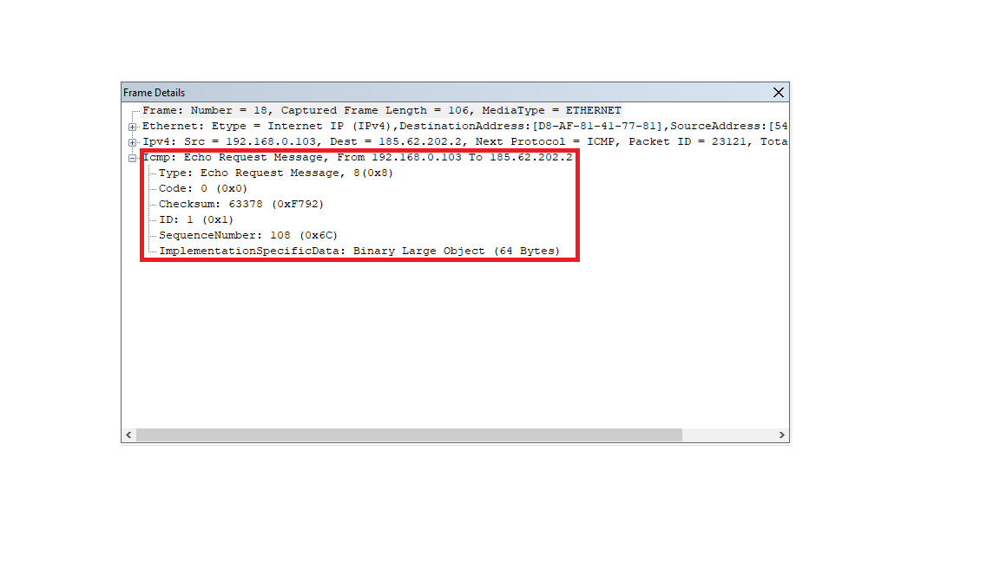 Frame Details
Frame: Number = 18, Captured Frame Length = 106, MediaType = ETHERNET
Ethernet: Etype = Internet IP (IPv4),DestinationAddress:[D8-AF-81-41-77-81],SourceAddress:[54
Ipv4: Src = 192.168.0.103, Dest = 185.62.202.2, Next Protocol = ICMP, Packet ID = 23121, Tota
Icmp: Echo Request Message, From 192.168.0.103 To 185.62.202.2
Type: Echo Request Message, 8(0x8)
Code: 0 (0x0)
Checksum: 63378 (0xF792)
ID: 1 (0x1)
SequenceNumber: 108 (0x6C)
ImplementationSpecificData: Binary Large Object (64 Bytes)